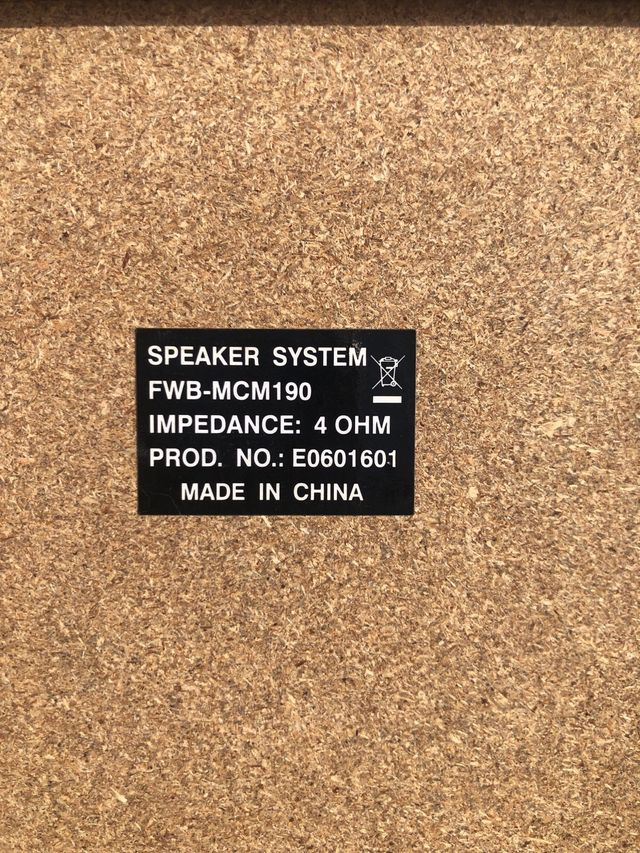 SPEAKER SYSTEM
FWB-MCM190
IMPEDANCE: 4 OHM
PROD. NO.: E0601601
MADE IN CHINA